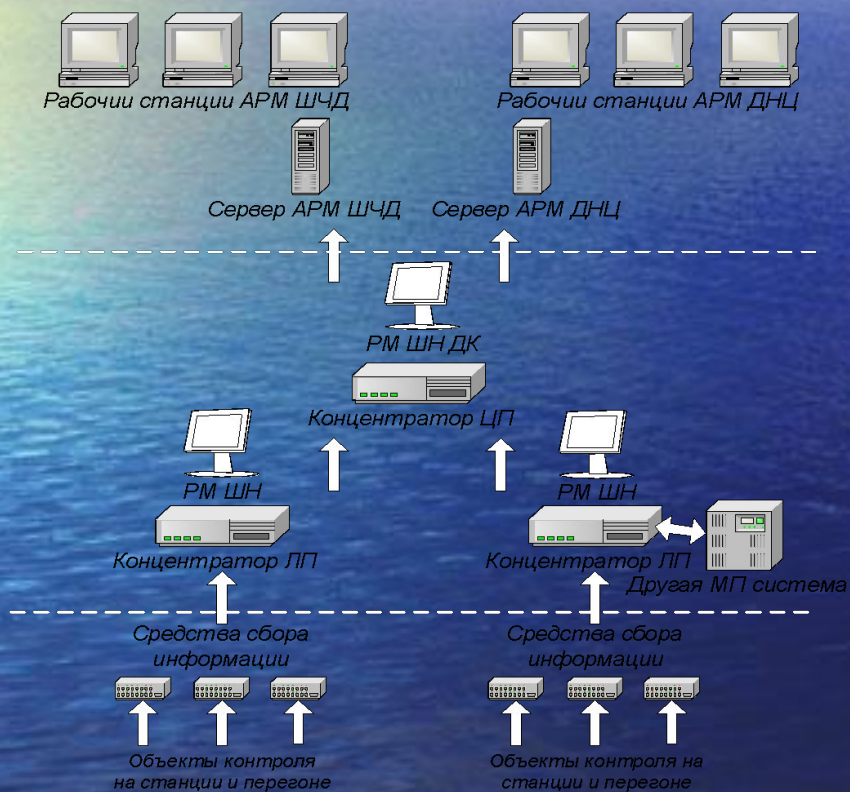 Рабочии станции АРМ ШЧД
Рабочии станции АРМ ДНЦ
Сервер АРМ ШЧД
Сервер АРМ ДНЦ
РМ ШН ДК
Концентратор ЦП
РМ ШН
РМ ШН
Концентратор ЛП
Концентратор ЛП
Другая МП система
Средства сбора
информации
Средства сбора
информации
Объекты контроля
на станции и перегоне
Объекты контроля на
станции и перегоне